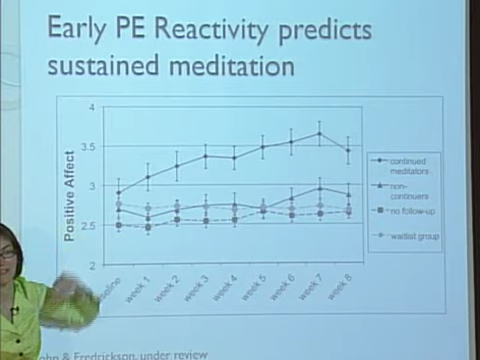 Early PE Reactivity predicts
sustained meditation
4
3.5
3
2.5
2
Positive Affect
week 1
week 2
week 3
week 4
week 5
week 6
week 7
week 8
continued
meditators
non-
continuers
no follow-up
waitlist group
& Fredrickson, under review